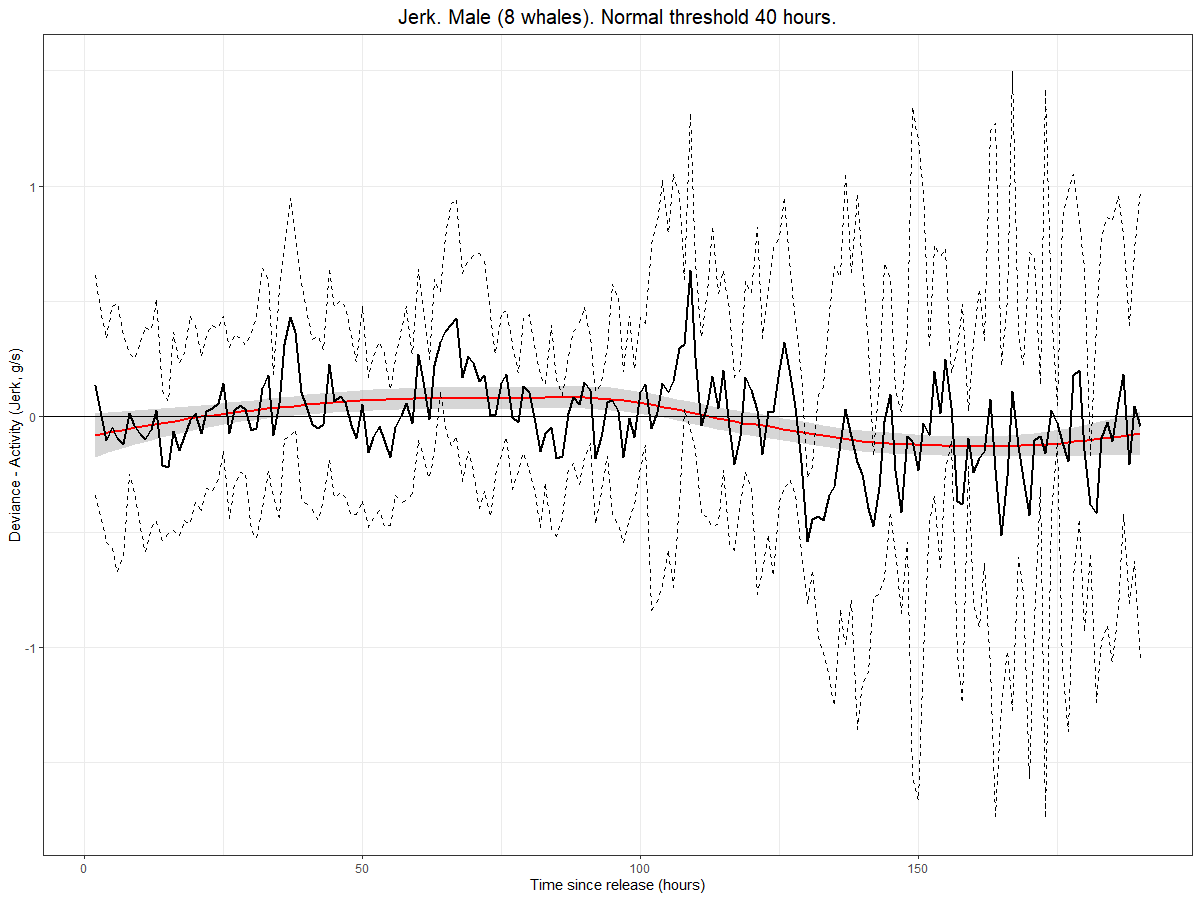 Jerk. Male (8 whales). Normal threshold 40 hours.
Deviance - Activity (Jerk, g/s)
1
0
-1
0
50
100
150
Time since release (hours)